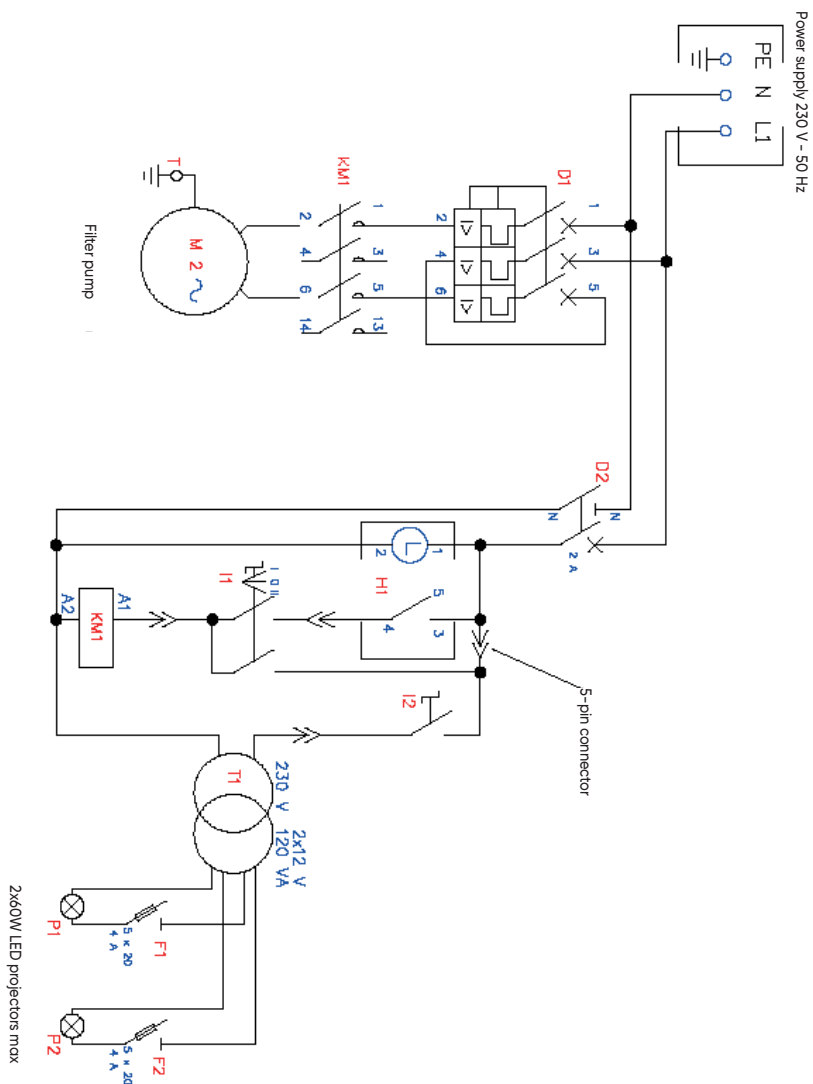 Power supply 230 V - 50 Hz
PE
N
L1
D1
1
3
5
2
4
6
KM1
1
3
5
13
2
4
6
14
T
M 2
Filter pump
D2
N
N
2 A
L
1
2
H1
5
3
4
I1
I 0 II
KM1
A1
A2
5-pin connector
I2
T1
230 V
2x12 V
120 VA
P1
F1
5 x 20
4 A
P2
F2
5 x 20
4 A
2x60W LED projectors max